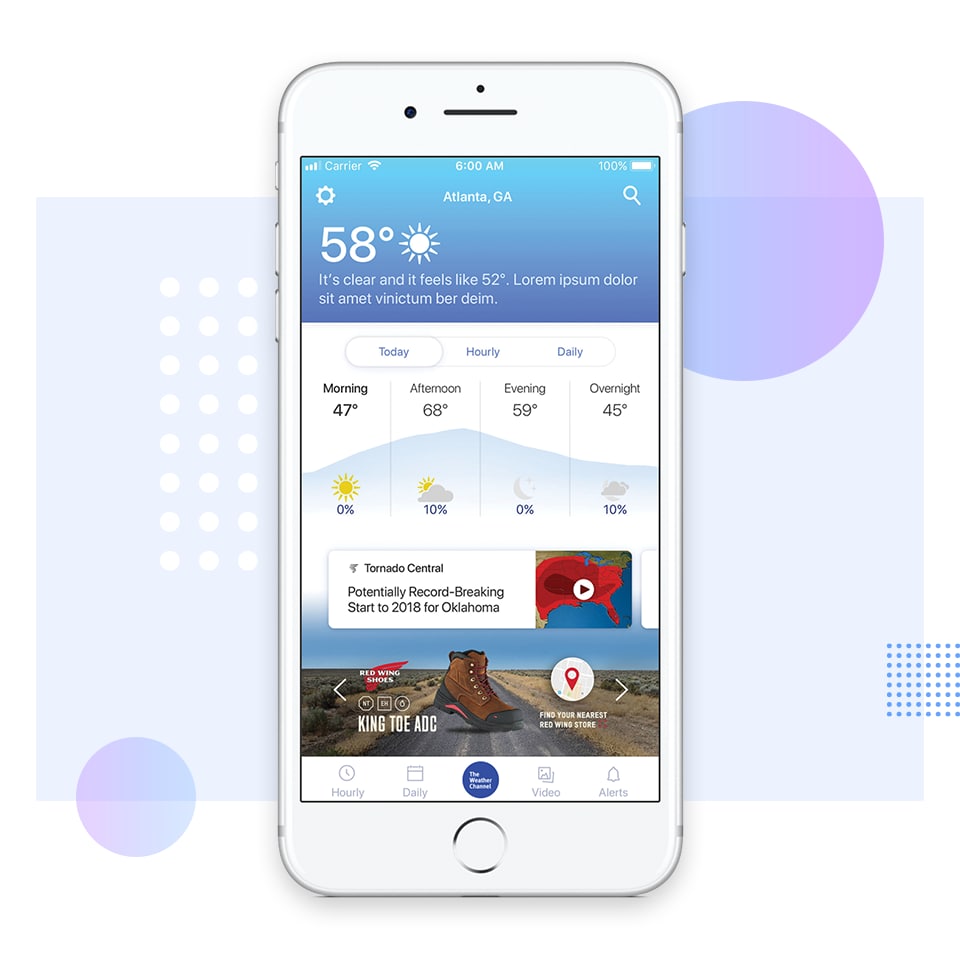 Carrier 6:00 AM 100%
Atlanta, GA
58°
It's clear and it feels like 52°. Lorem ipsum dolor
sit amet vinictum ber deim.
Today Hourly Daily
Morning Afternoon Evening Overnight
47° 68° 59° 45°
0% 10% 0% 10%
Tornado Central
Potentially Record-Breaking
Start to 2018 for Oklahoma
RED WING
SHOES
NT EH
KING TOE ADC
FIND YOUR NEAREST
RED WING STORE
The
Weather
Channel
Hourly Daily Video Alerts